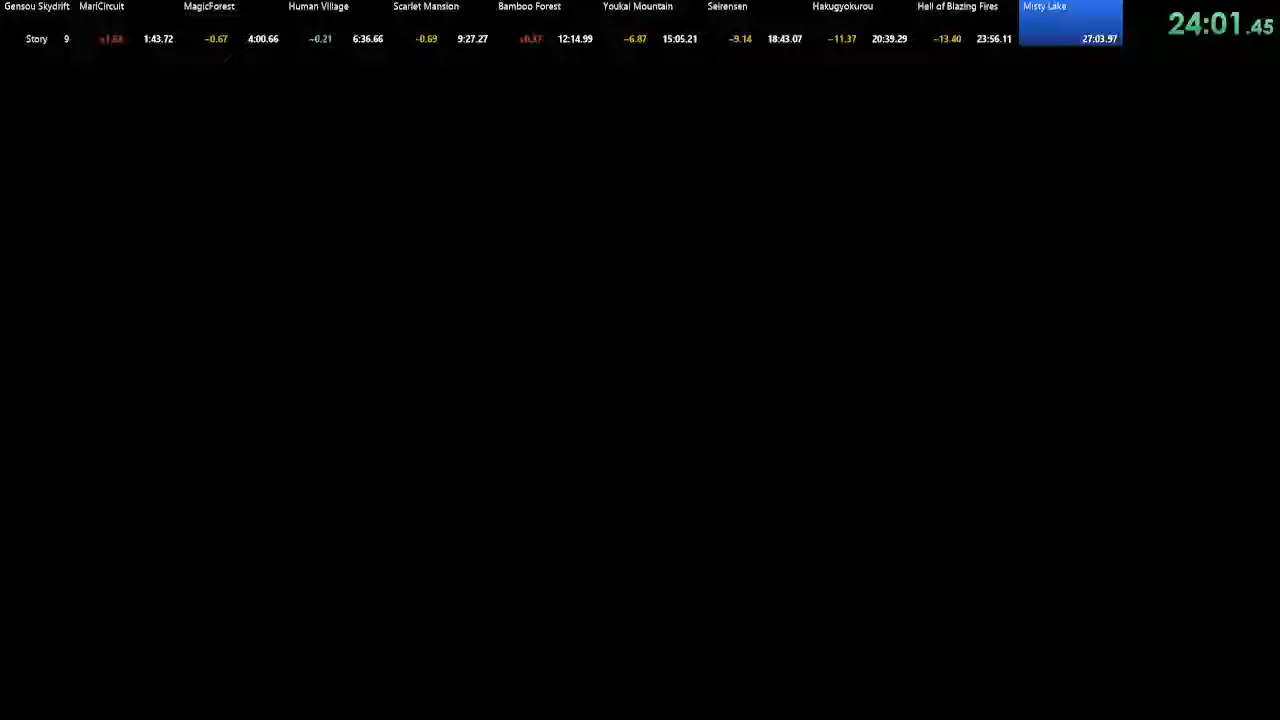 Gensou Skydrift MariCircuit MagicForest Human Village Scarlet Mansion Bamboo Forest Youkai Mountain Seirensen Hakugyokurou Hell of Blazing Fires Misty Lake 24:01.45
Story 9 1:43.72 −0.67 4:00.66 −0.21 6:36.66 −0.69 9:27.27 +0.37 12:14.99 −6.87 15:05.21 −9.14 18:43.07 −11.37 20:39.29 −13.40 23:56.11 27:03.97